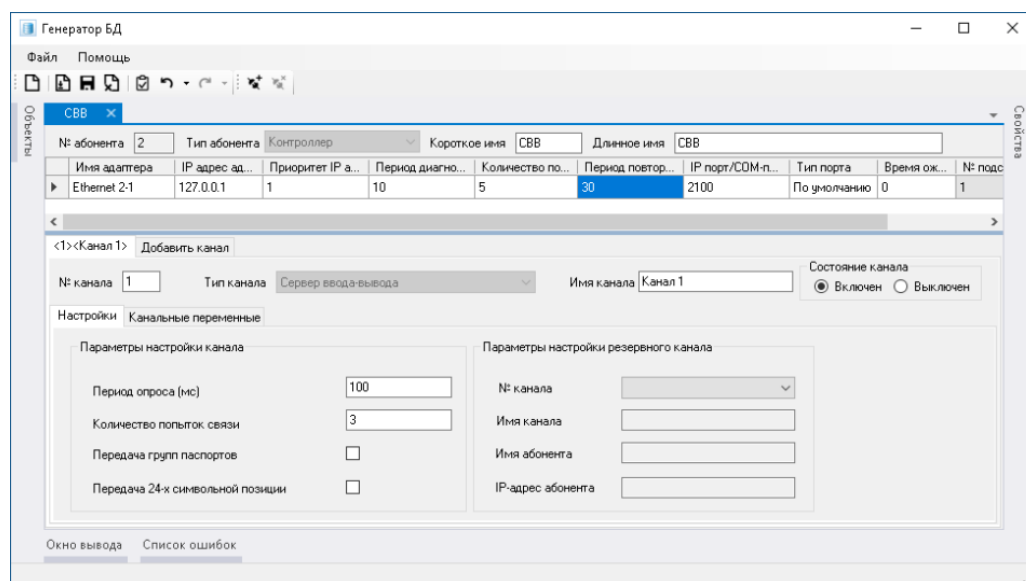 Генератор БД
Файл Помощь
Объекты
Свойства
СВВ
№ абонента 2 Тип абонента Контроллер Короткое имя СВВ Длинное имя СВВ
Имя адаптера IP адрес ад... Приоритет IP а... Период диагно... Количество по... Период повтор... IP порт/COM-п... Тип порта Время ож... № подс
Ethernet 2-1 127.0.0.1 1 10 5 30 2100 По умолчанию 0 1
<1><Канал 1> Добавить канал
Состояние канала
№ канала 1 Тип канала Сервер ввода-вывода Имя канала Канал 1 Включен Выключен
Настройки Канальные переменные
Параметры настройки канала Параметры настройки резервного канала
Период опроса (мс) 100 № канала
Количество попыток связи 3 Имя канала
Передача групп паспортов Имя абонента
Передача 24-х символьной позиции IP-адрес абонента
Окно вывода Список ошибок